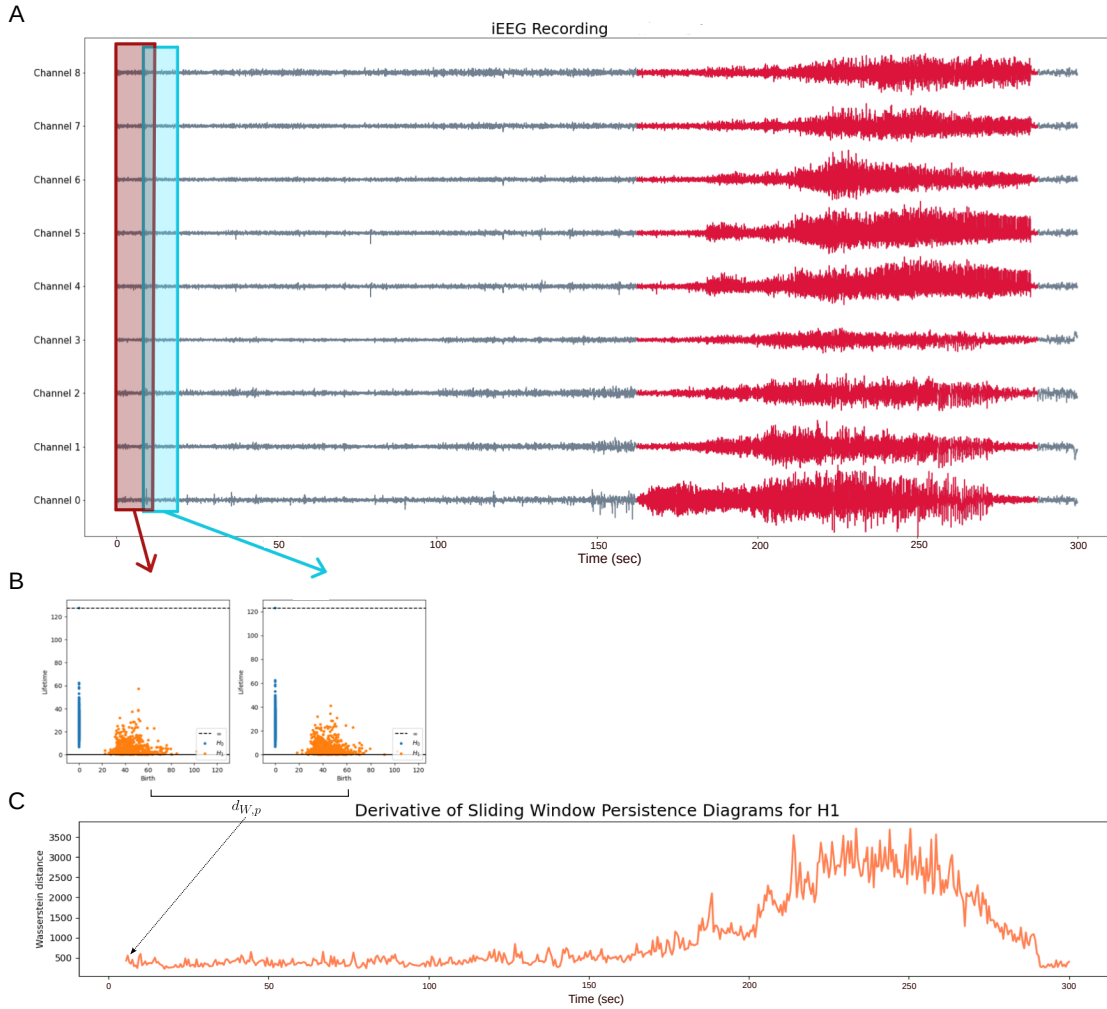 A
iEEG Recording
Channel 8
Channel 7
Channel 6
Channel 5
Channel 4
Channel 3
Channel 2
Channel 1
Channel 0
0 50 100 150 200 250 300
Time (sec)
B
120
100
80
60
40
20
0
Lifetime
∞
H₀
H₁
0 20 40 60 80 100 120
Birth
120
100
80
60
40
20
0
Lifetime
∞
H₀
H₁
0 20 40 60 80 100 120
Birth
d_{W,p}
C
Derivative of Sliding Window Persistence Diagrams for H1
3500
3000
2500
2000
1500
1000
500
Wasserstein distance
0 50 100 150 200 250 300
Time (sec)